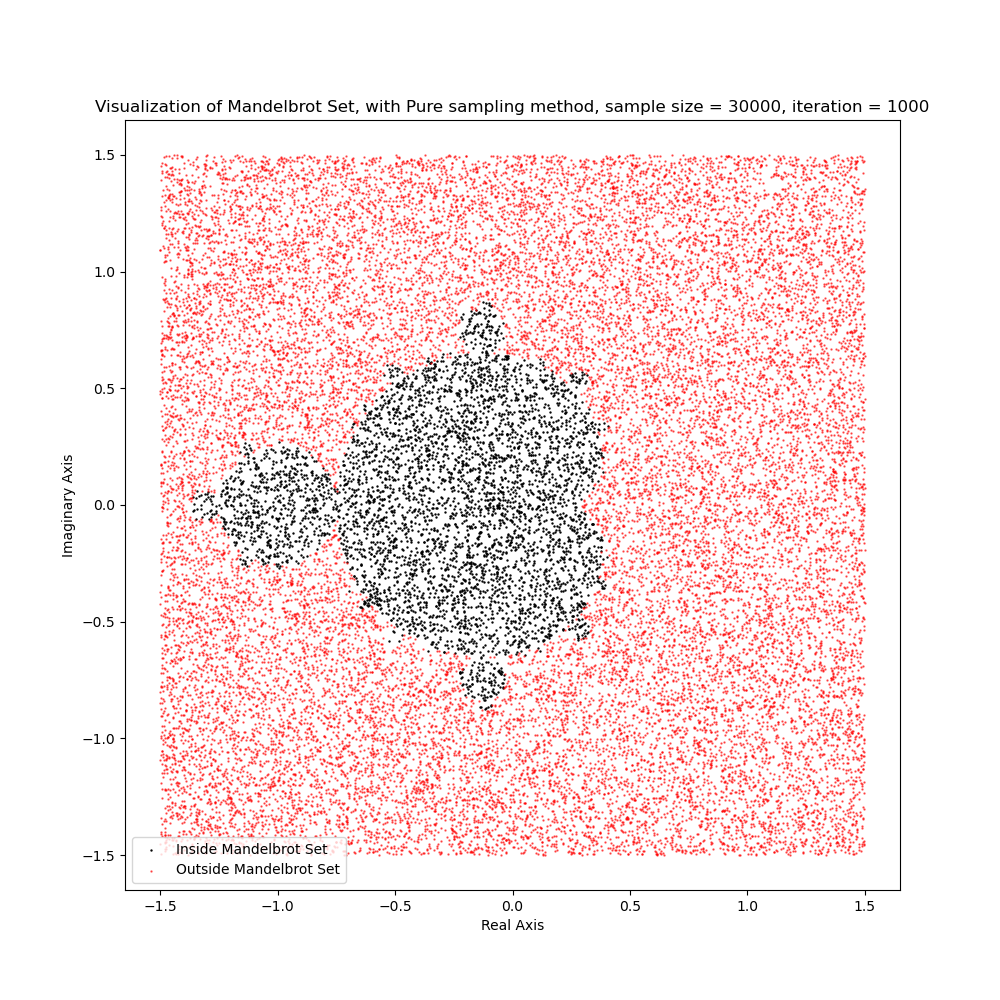 Visualization of Mandelbrot Set, with Pure sampling method, sample size = 30000, iteration = 1000
1.5
1.0
0.5
0.0
−0.5
−1.0
−1.5
Imaginary Axis
Inside Mandelbrot Set
Outside Mandelbrot Set
−1.5 −1.0 −0.5 0.0 0.5 1.0 1.5
Real Axis